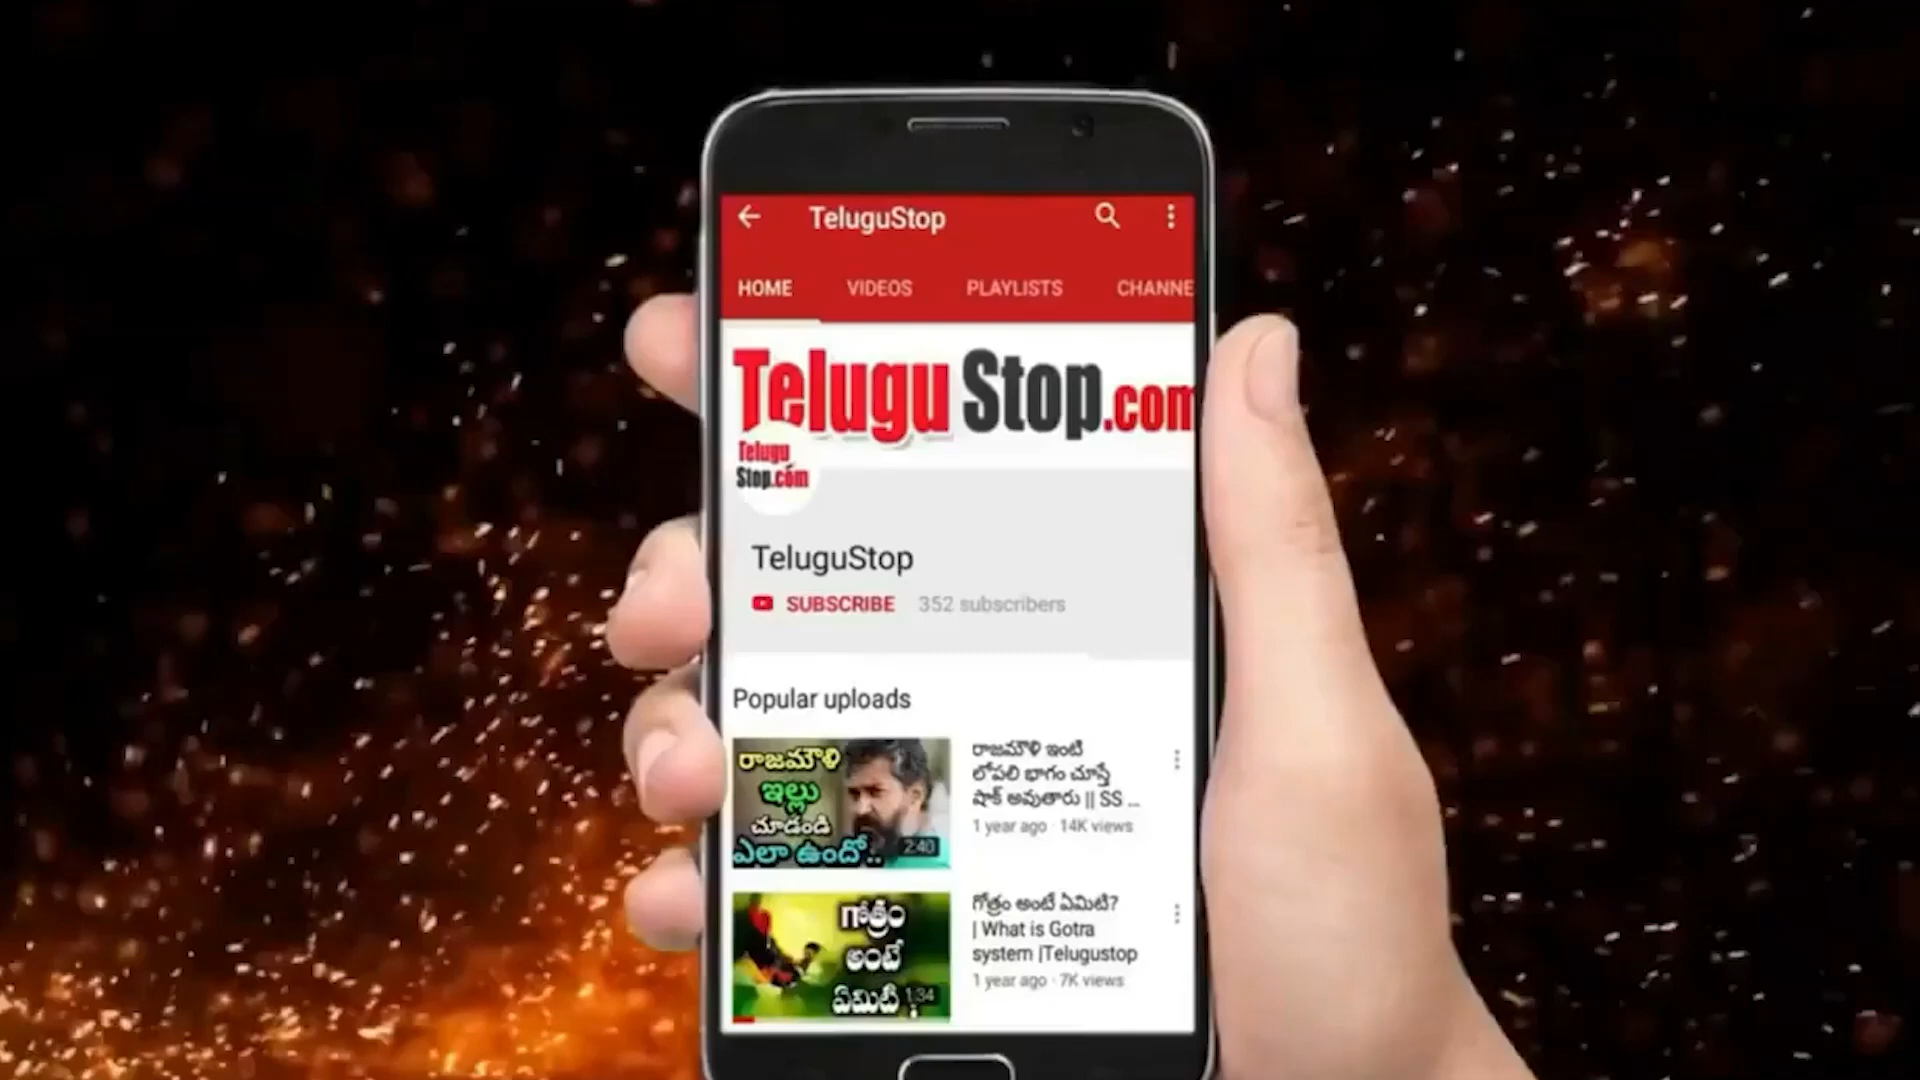 TeluguStop
HOME VIDEOS PLAYLISTS CHANNE
Telugu Stop.com
Telugu
Stop.com
TeluguStop
SUBSCRIBE 352 subscribers
Popular uploads
రాజమౌళి
ఇల్లు
చూడండి
ఎలా ఉందో..
2:40
రాజమౌళి ఇంటి
లోపలి భాగం చూస్తే
షాక్ అవుతారు || SS ...
1 year ago · 14K views
గోత్రం
అంటే
ఏమిటి ?
1:34
గోత్రం అంటే ఏమిటి?
| What is Gotra
system |Telugustop
1 year ago · 7K views